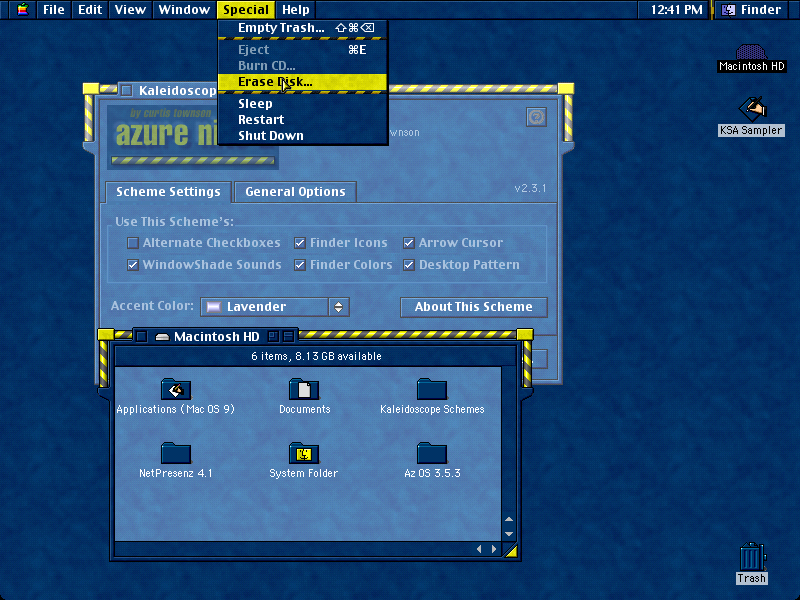 File Edit View Window Special Help 12:41 PM Finder
Empty Trash... ⇧⌘⌫
Eject ⌘E
Burn CD...
Erase Disk...
Sleep
Restart
Shut Down
Macintosh HD
KSA Sampler
Kaleidoscop
by curtis townson
azure ni
wnson
Scheme Settings General Options
v2.3.1
Use This Scheme's:
Alternate Checkboxes Finder Icons Arrow Cursor
WindowShade Sounds Finder Colors Desktop Pattern
Accent Color: Lavender About This Scheme
Macintosh HD
6 items, 8.13 GB available
Applications (Mac OS 9) Documents Kaleidoscope Schemes
NetPresenz 4.1 System Folder Az OS 3.5.3
Trash